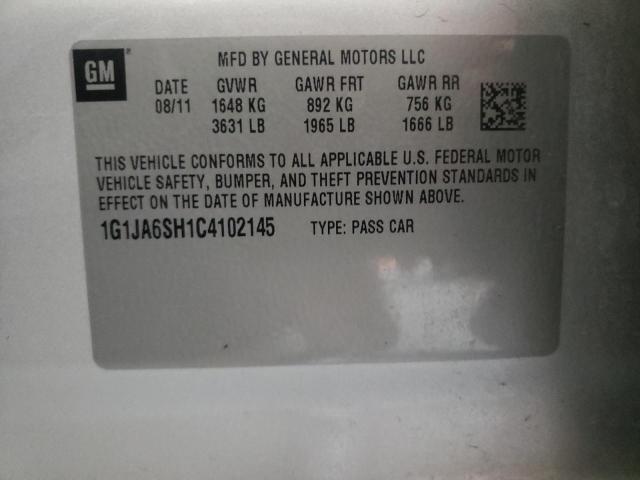 GM
MFD BY GENERAL MOTORS LLC
DATE GVWR GAWR FRT GAWR RR
08/11 1648 KG 892 KG 756 KG
3631 LB 1965 LB 1666 LB
THIS VEHICLE CONFORMS TO ALL APPLICABLE U.S. FEDERAL MOTOR
VEHICLE SAFETY, BUMPER, AND THEFT PREVENTION STANDARDS IN
EFFECT ON THE DATE OF MANUFACTURE SHOWN ABOVE.
1G1JA6SH1C4102145 TYPE: PASS CAR